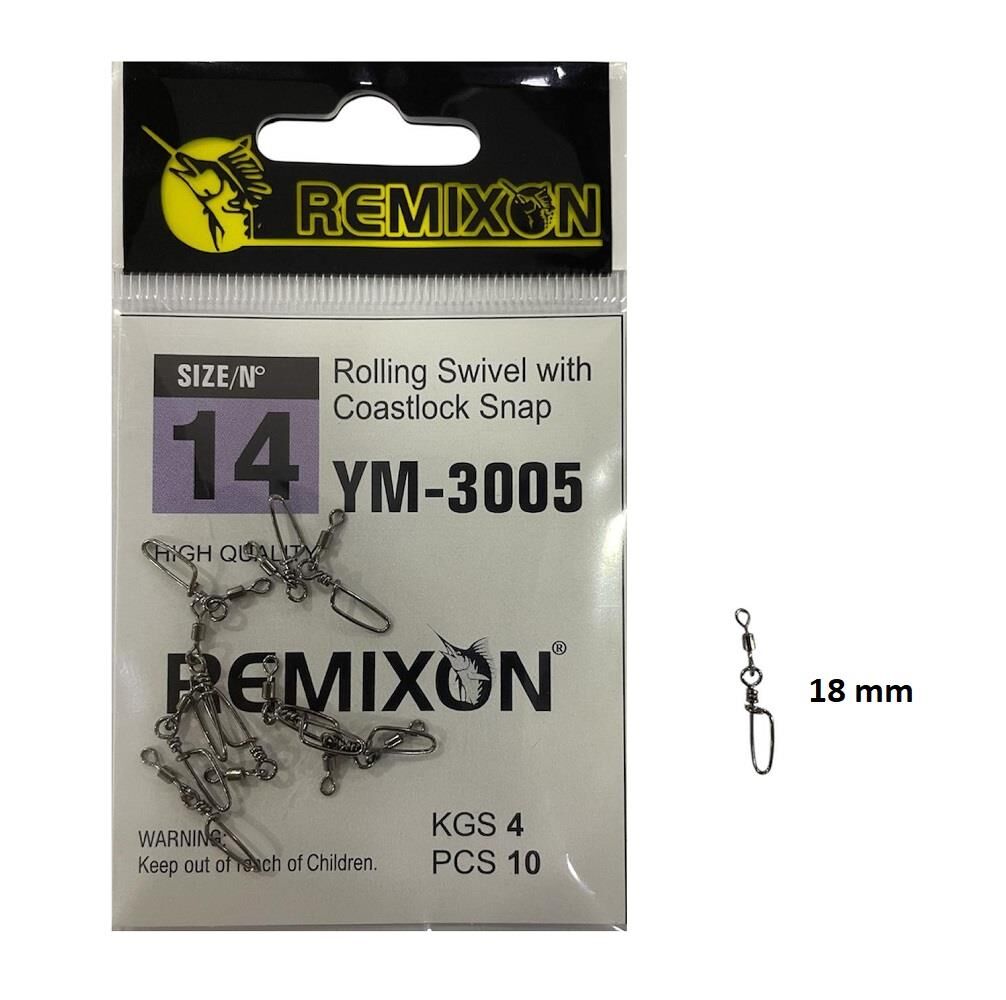 REMIXON
SIZE/Nº
14
Rolling Swivel with
Coastlock Snap
YM-3005
HIGH QUALITY
REMIXON®
18 mm
KGS 4
PCS 10
WARNING:
Keep out of reach of Children.